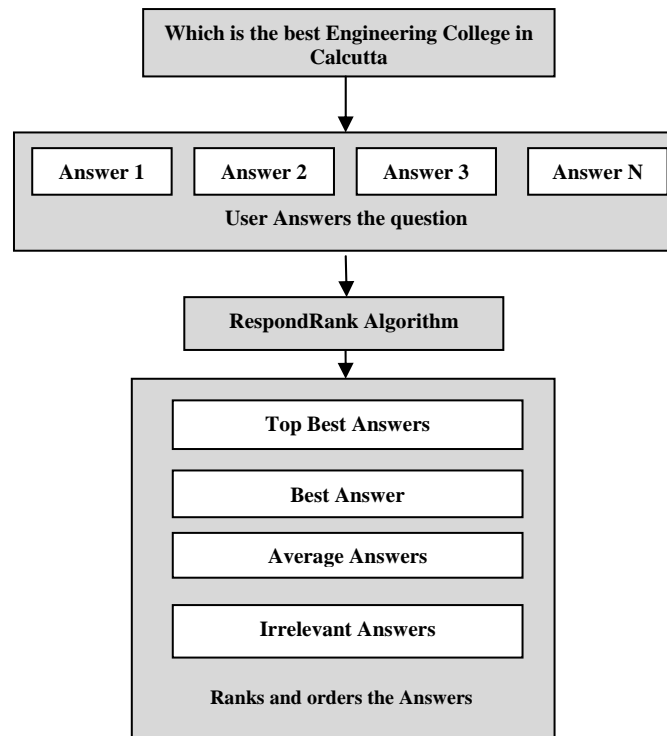 Which is the best Engineering College in
Calcutta
Answer 1
Answer 2
Answer 3
Answer N
User Answers the question
RespondRank Algorithm
Top Best Answers
Best Answer
Average Answers
Irrelevant Answers
Ranks and orders the Answers